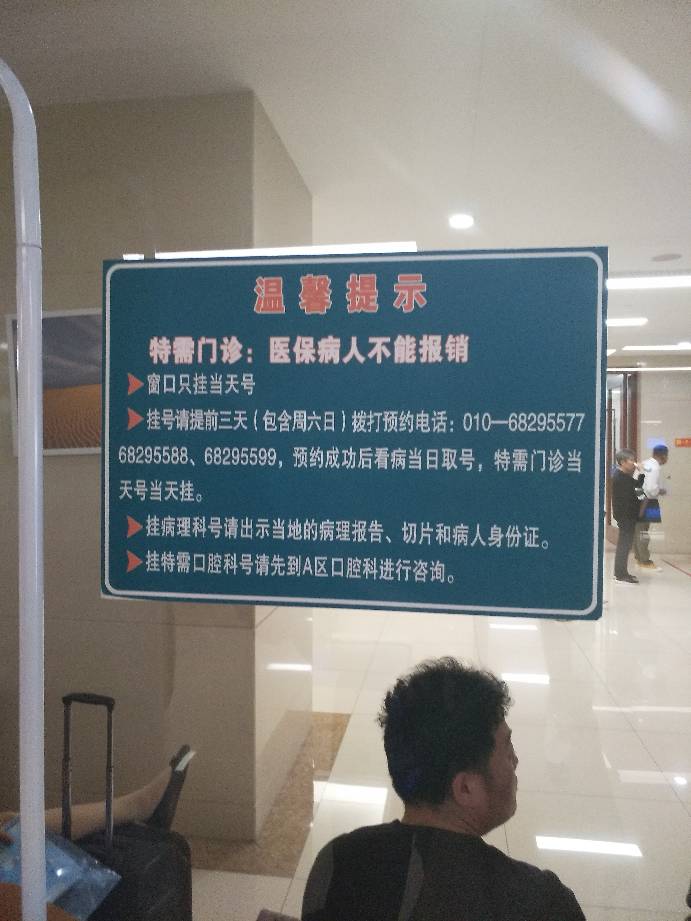 温馨提示
特需门诊：医保病人不能报销
窗口只挂当天号
挂号请提前三天（包含周六日）拨打预约电话：010—68295577
68295588、68295599，预约成功后看病当日取号，特需门诊当
天号当天挂。
挂病理科号请出示当地的病理报告、切片和病人身份证。
挂特需口腔科号请先到A区口腔科进行咨询。